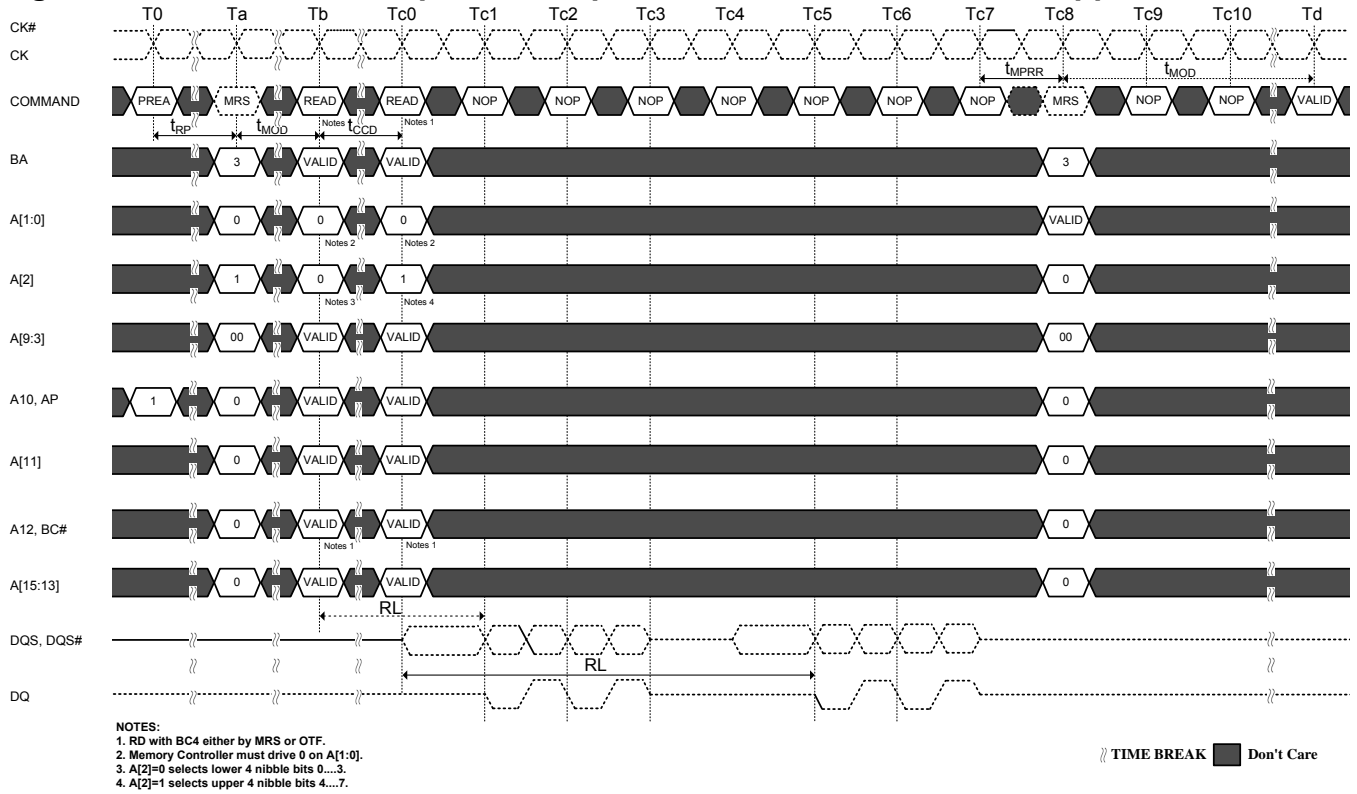 T0 Ta Tb Tc0 Tc1 Tc2 Tc3 Tc4 Tc5 Tc6 Tc7 Tc8 Tc9 Tc10 Td
CK#
CK
tMPRR tMOD
COMMAND PREA MRS READ READ NOP NOP NOP NOP NOP NOP NOP MRS NOP NOP VALID
Notes 1 Notes 1
tRP tMOD tCCD
BA 3 VALID VALID 3
A[1:0] 0 0 0 VALID
Notes 2 Notes 2
A[2] 1 0 1 0
Notes 3 Notes 4
A[9:3] 00 VALID VALID 00
A10, AP 1 0 VALID VALID 0
A[11] 0 VALID VALID 0
A12, BC# 0 VALID VALID 0
Notes 1 Notes 1
A[15:13] 0 VALID VALID 0
RL
DQS, DQS#
RL
DQ
NOTES:
1. RD with BC4 either by MRS or OTF.
2. Memory Controller must drive 0 on A[1:0].
3. A[2]=0 selects lower 4 nibble bits 0....3.
4. A[2]=1 selects upper 4 nibble bits 4....7.
TIME BREAK Don't Care